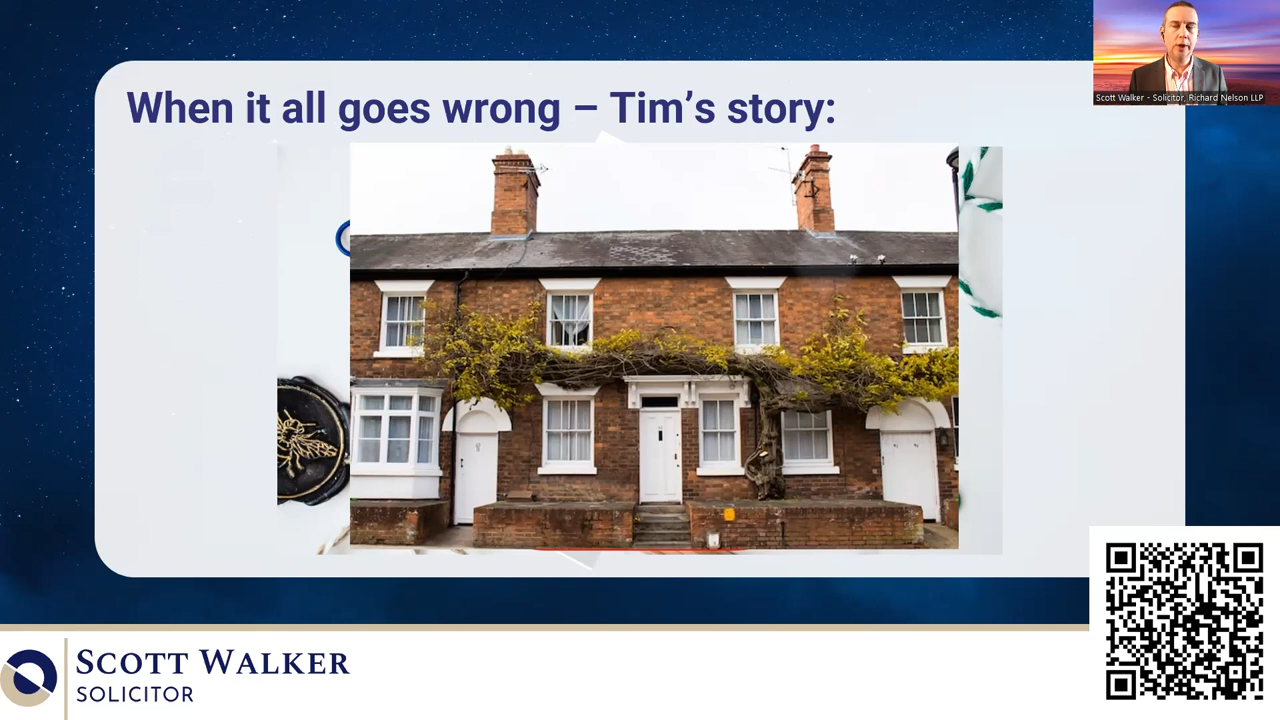 When it all goes wrong – Tim's story:
Scott Walker - Solicitor, Richard Nelson LLP
SCOTT WALKER
SOLICITOR